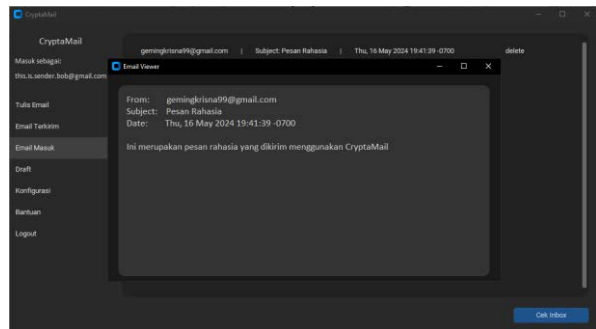 CryptaMail
CryptaMail
Masuk sebagai:
this.is.sender.bob@gmail.com
Tulis Email
Email Terkirim
Email Masuk
Draft
Konfigurasi
Bantuan
Logout
gemingkrisna99@gmail.com | Subject: Pesan Rahasia | Thu, 16 May 2024 19:41:39 -0700 delete
Email Viewer
From: gemingkrisna99@gmail.com
Subject: Pesan Rahasia
Date: Thu, 16 May 2024 19:41:39 -0700
Ini merupakan pesan rahasia yang dikirim menggunakan CryptaMail
Cek Inbox